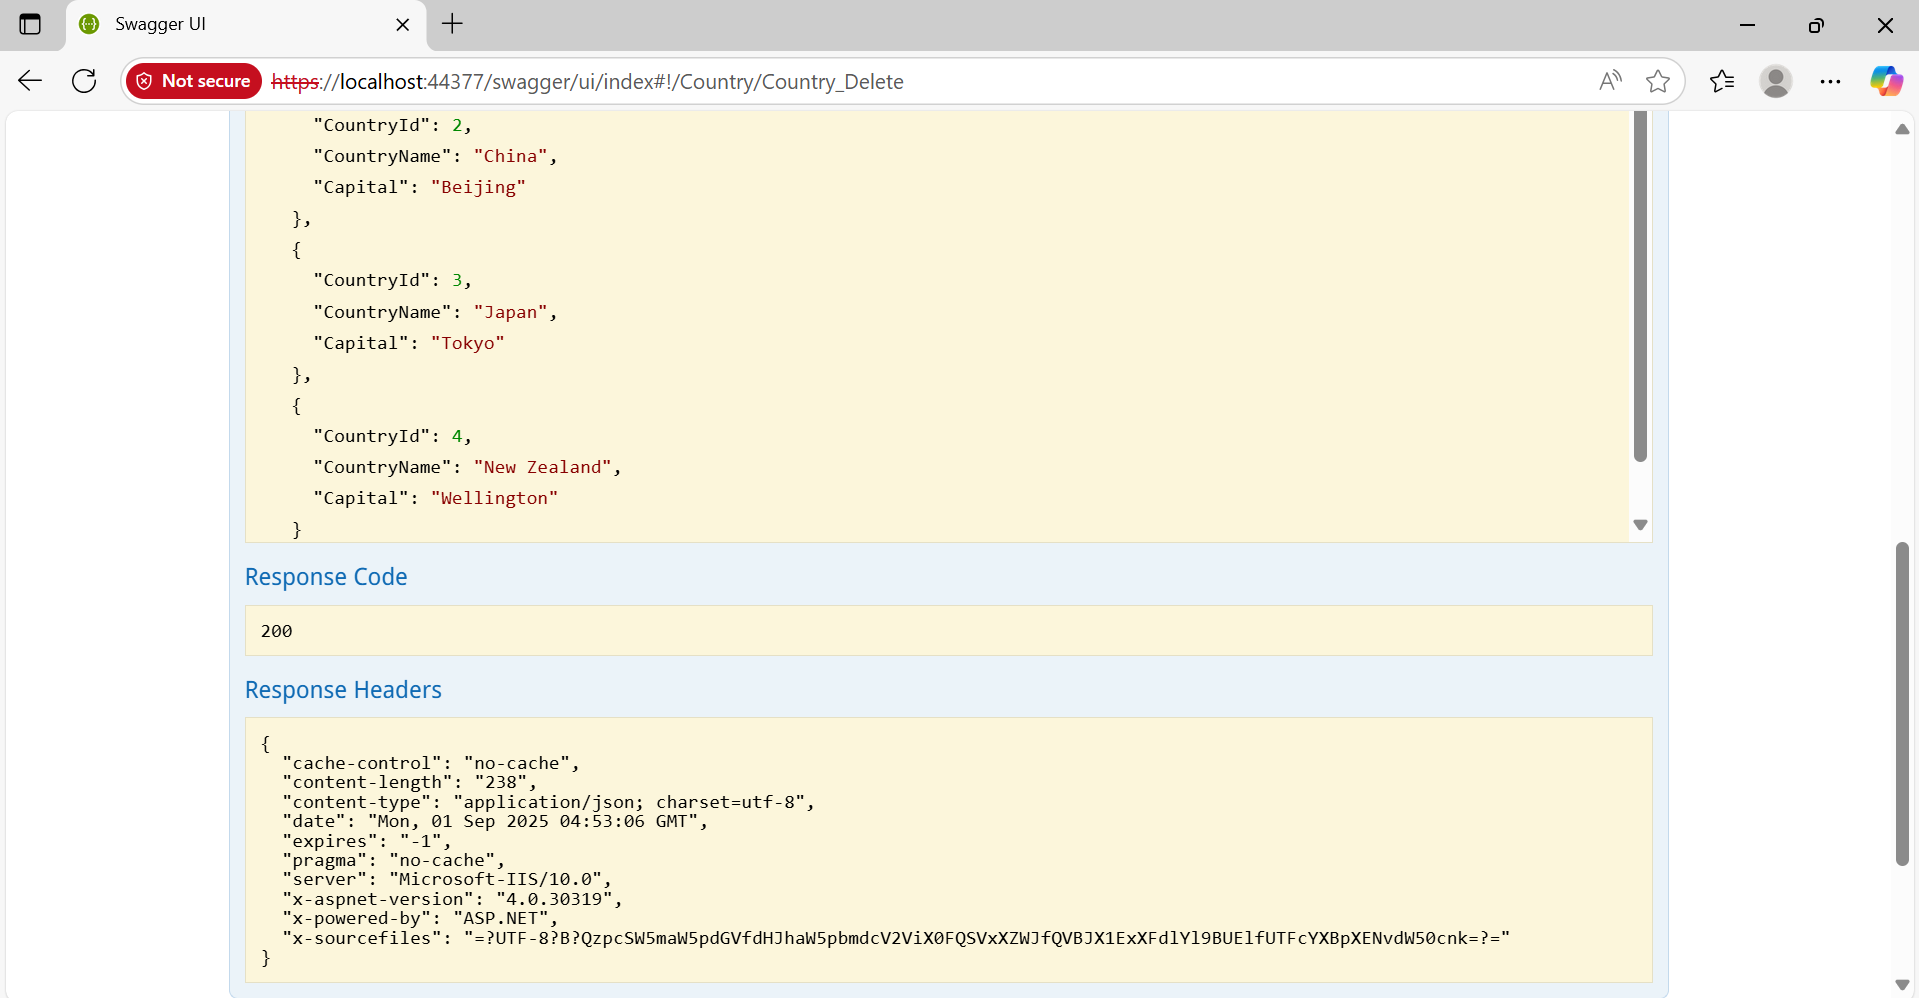 Swagger UI
Not secure
https://localhost:44377/swagger/ui/index#!/Country/Country_Delete
"CountryId": 2,
"CountryName": "China",
"Capital": "Beijing"
},
{
"CountryId": 3,
"CountryName": "Japan",
"Capital": "Tokyo"
},
{
"CountryId": 4,
"CountryName": "New Zealand",
"Capital": "Wellington"
}
Response Code
200
Response Headers
{
"cache-control": "no-cache",
"content-length": "238",
"content-type": "application/json; charset=utf-8",
"date": "Mon, 01 Sep 2025 04:53:06 GMT",
"expires": "-1",
"pragma": "no-cache",
"server": "Microsoft-IIS/10.0",
"x-aspnet-version": "4.0.30319",
"x-powered-by": "ASP.NET",
"x-sourcefiles": "=?UTF-8?B?QzpcSW5maW5pdGVfdHJhaW5pbmdcV2ViX0FQSVxXZWJfQVBJX1ExXFdlYl9BUElfUTFcYXBpXENvdW50cnk=?="
}